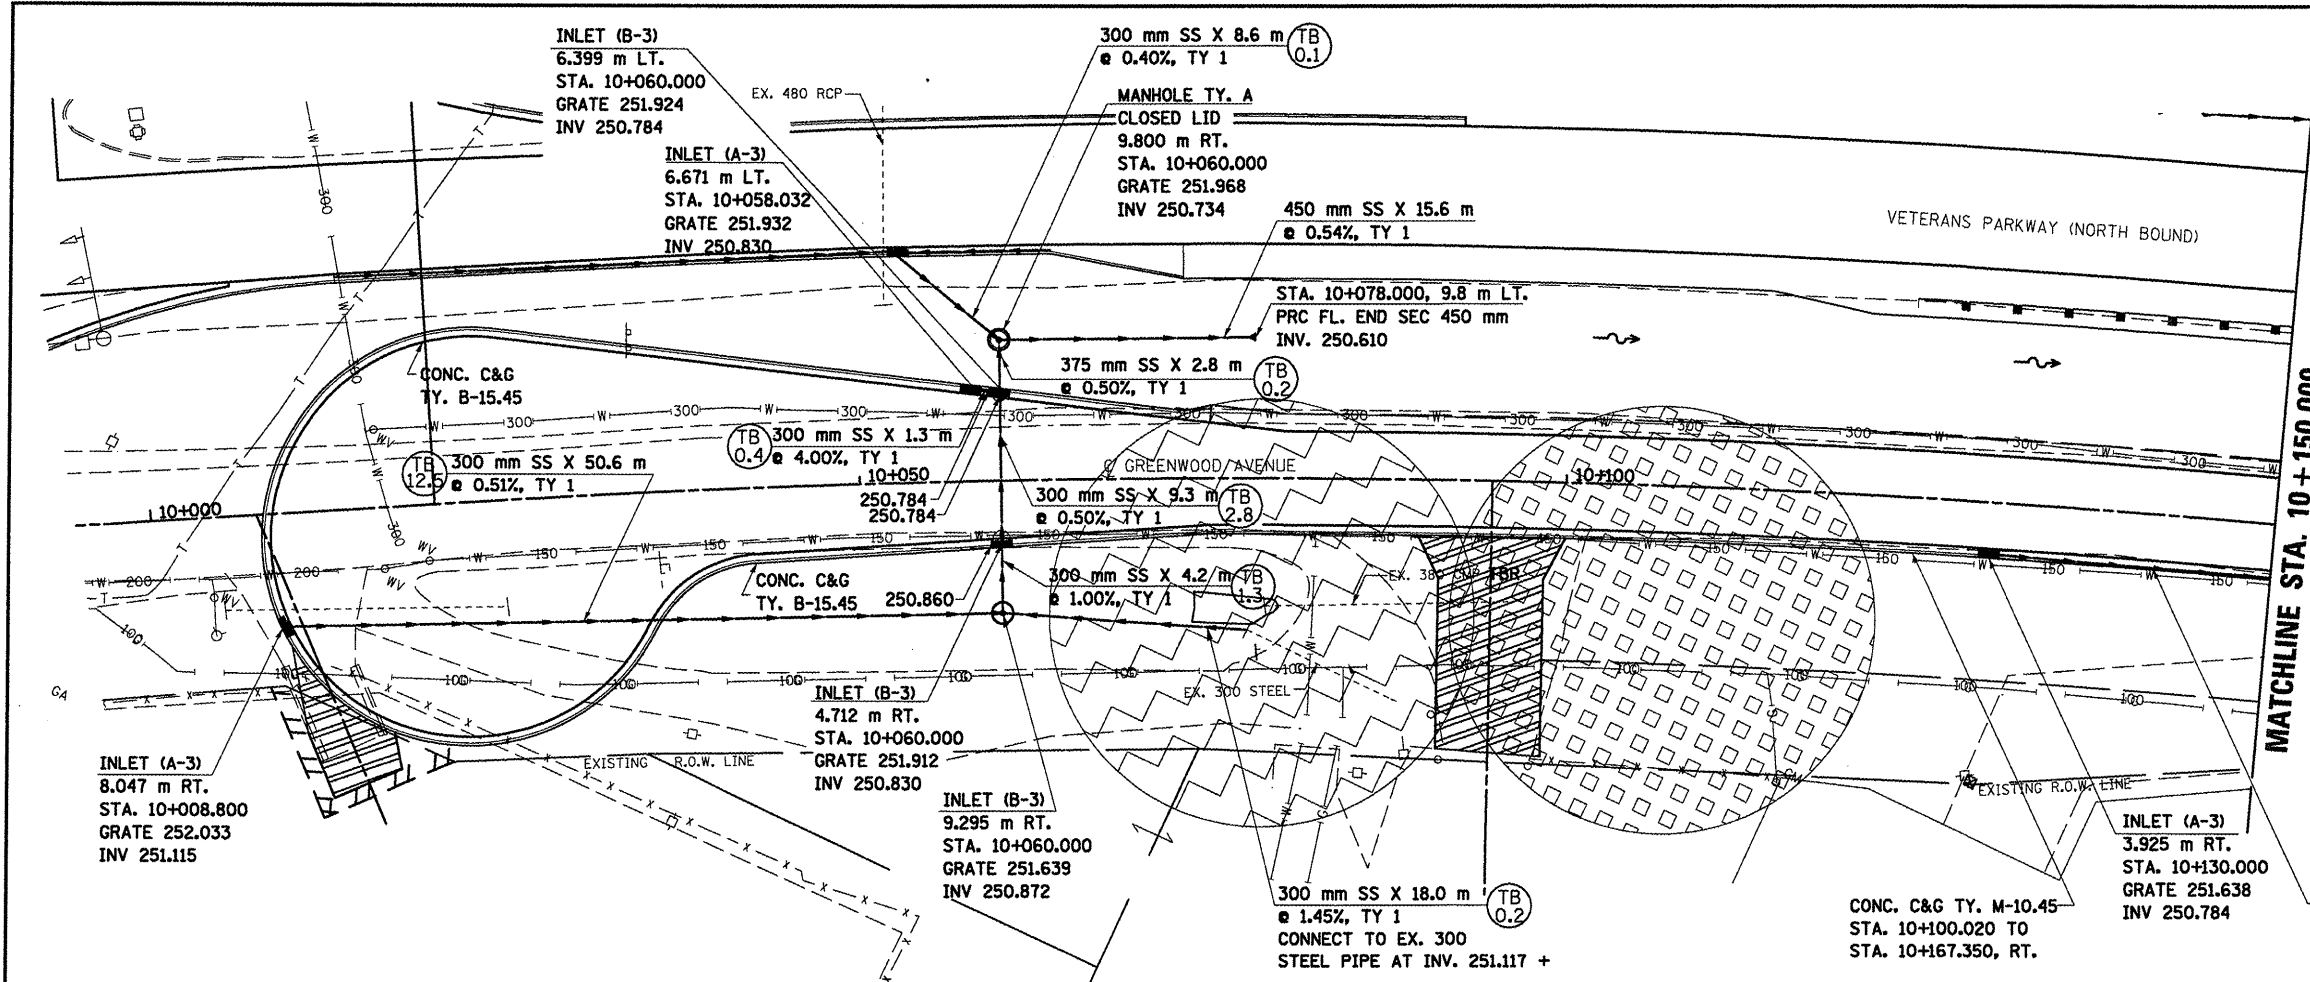 INLET (B-3)
6.399 m LT.
STA. 10+060.000
GRATE 251.924
INV 250.784
EX. 480 RCP
300 mm SS X 8.6 m
@ 0.40%, TY 1
TB
0.1
MANHOLE TY. A
CLOSED LID
9.800 m RT.
STA. 10+060.000
GRATE 251.968
INV 250.734
INLET (A-3)
6.671 m LT.
STA. 10+058.032
GRATE 251.932
INV 250.830
450 mm SS X 15.6 m
@ 0.54%, TY 1
VETERANS PARKWAY (NORTH BOUND)
STA. 10+078.000, 9.8 m LT.
PRC FL. END SEC 450 mm
INV. 250.610
375 mm SS X 2.8 m
@ 0.50%, TY 1
TB
0.2
CONC. C&G
TY. B-15.45
TB
0.4
300 mm SS X 1.3 m
@ 4.00%, TY 1
TB
12.6
300 mm SS X 50.6 m
@ 0.51%, TY 1
GREENWOOD AVENUE
10+000
10+050
10+100
250.784
250.784
300 mm SS X 9.3 m
@ 0.50%, TY 1
TB
2.8
MATCHLINE STA. 10+150.000
CONC. C&G
TY. B-15.45
250.860
300 mm SS X 4.2 m
@ 1.00%, TY 1
TB
1.3
EX. 380 CMP TBR
EX. 300 STEEL
GA
INLET (B-3)
4.712 m RT.
STA. 10+060.000
GRATE 251.912
INV 250.830
EXISTING R.O.W. LINE
INLET (A-3)
8.047 m RT.
STA. 10+008.800
GRATE 252.033
INV 251.115
INLET (B-3)
9.295 m RT.
STA. 10+060.000
GRATE 251.639
INV 250.872
EXISTING R.O.W. LINE
INLET (A-3)
3.925 m RT.
STA. 10+130.000
GRATE 251.638
INV 250.784
300 mm SS X 18.0 m
@ 1.45%, TY 1
CONNECT TO EX. 300
STEEL PIPE AT INV. 251.117 +
TB
0.2
CONC. C&G TY. M-10.45
STA. 10+100.020 TO
STA. 10+167.350, RT.